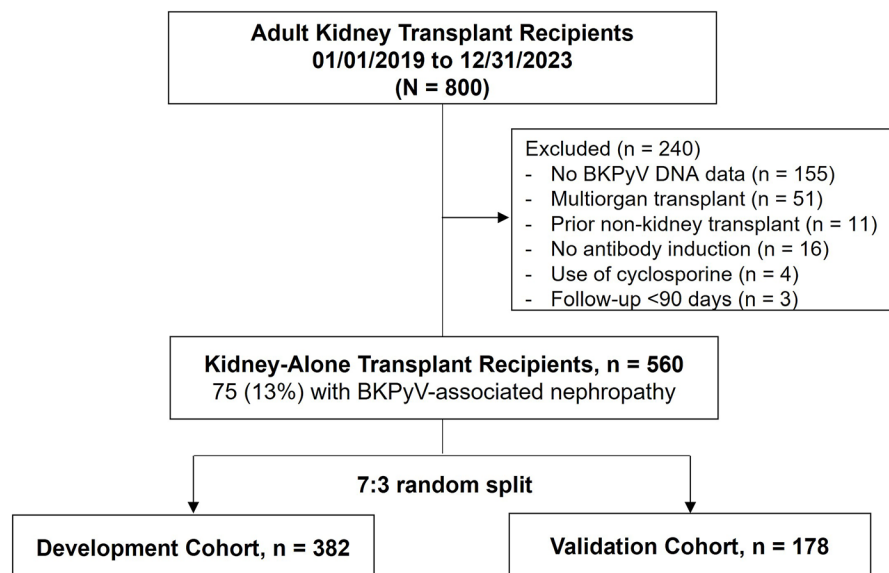 Adult Kidney Transplant Recipients
01/01/2019 to 12/31/2023
(N = 800)
Excluded (n = 240)
- No BKPyV DNA data (n = 155)
- Multiorgan transplant (n = 51)
- Prior non-kidney transplant (n = 11)
- No antibody induction (n = 16)
- Use of cyclosporine (n = 4)
- Follow-up <90 days (n = 3)
Kidney-Alone Transplant Recipients, n = 560
75 (13%) with BKPyV-associated nephropathy
7:3 random split
Development Cohort, n = 382
Validation Cohort, n = 178